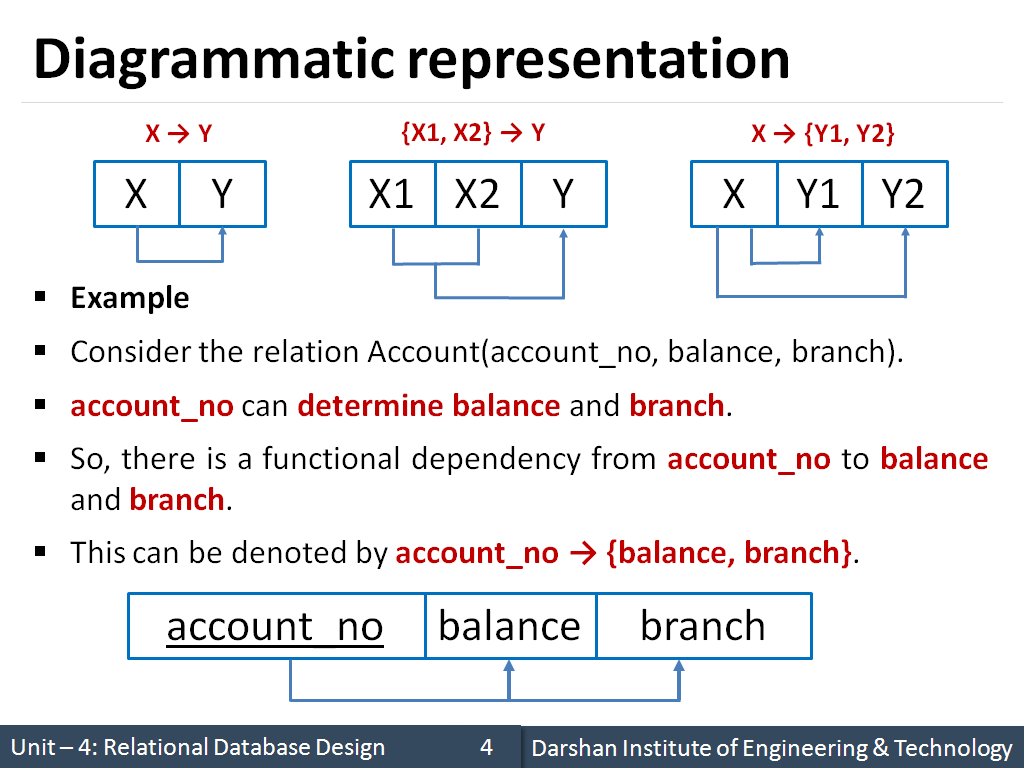 Diagrammatic representation
X → Y
{X1, X2} → Y
X → {Y1, Y2}
X Y
X1 X2 Y
X Y1 Y2
▪ Example
▪ Consider the relation Account(account_no, balance, branch).
▪ account_no can determine balance and branch.
▪ So, there is a functional dependency from account_no to balance
and branch.
▪ This can be denoted by account_no → {balance, branch}.
account_no balance branch
Unit – 4: Relational Database Design 4 Darshan Institute of Engineering & Technology